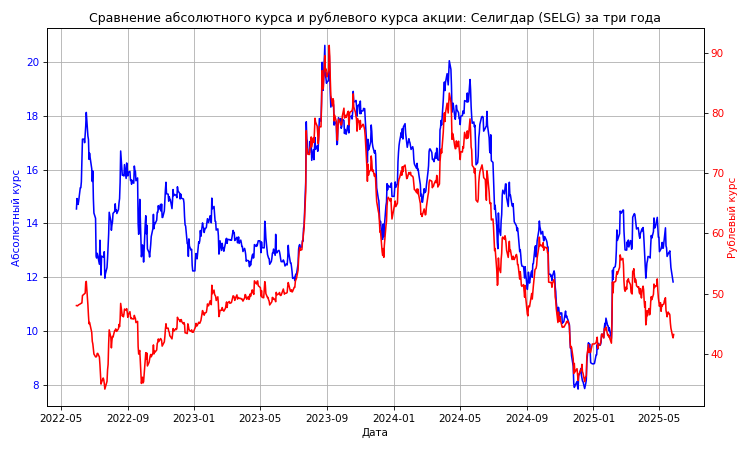 Сравнение абсолютного курса и рублевого курса акции: Селигдар (SELG) за три года
Абсолютный курс
20
18
16
14
12
10
8
90
80
70
60
50
40
Рублевый курс
2022-05 2022-09 2023-01 2023-05 2023-09 2024-01 2024-05 2024-09 2025-01 2025-05
Дата